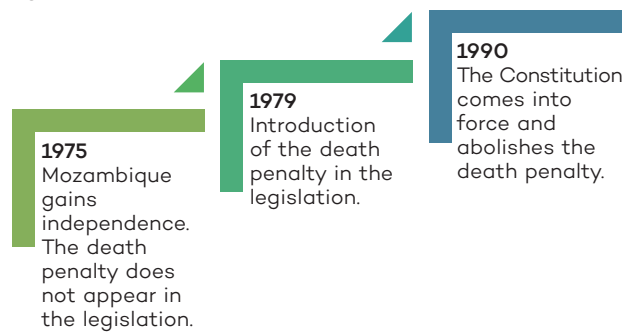 1975
Mozambique
gains
independence.
The death
penalty does
not appear in
the legislation.
1979
Introduction
of the death
penalty in the
legislation.
1990
The Constitution
comes into
force and
abolishes the
death penalty.